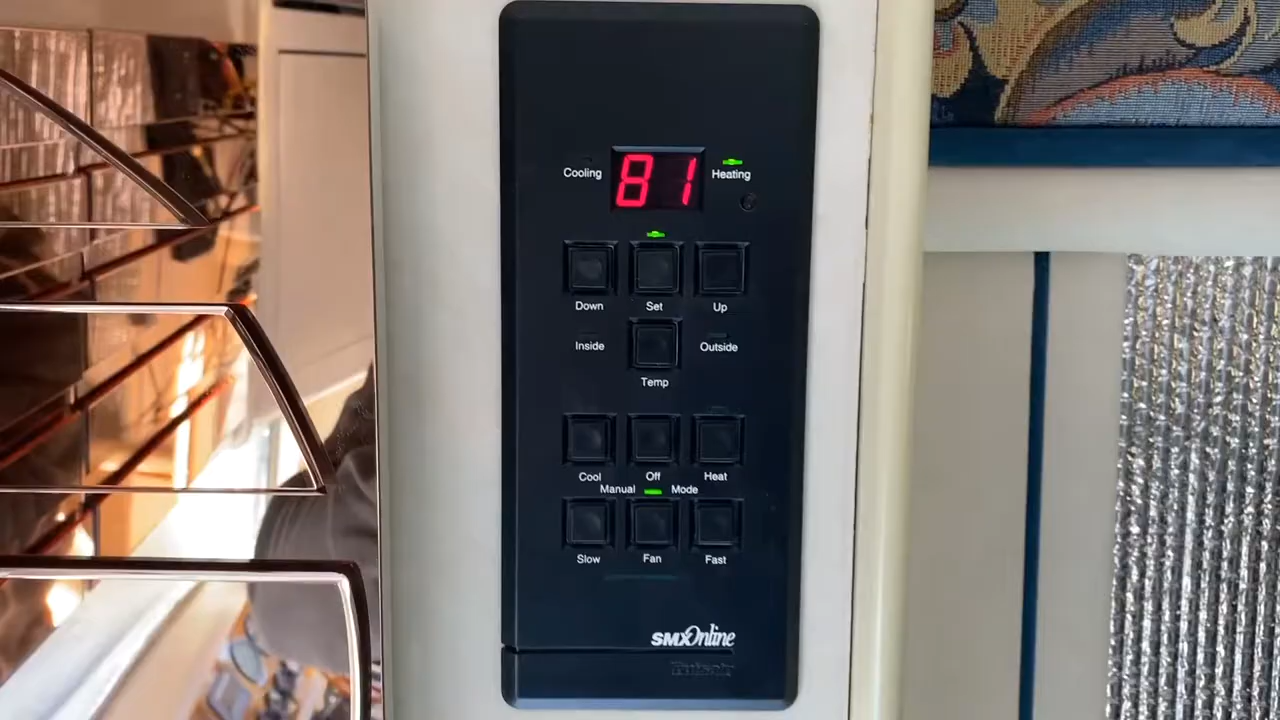 Cooling
81
Heating
Down
Set
Up
Inside
Outside
Temp
Cool
Off
Heat
Manual
Mode
Slow
Fan
Fast
SMXOnline